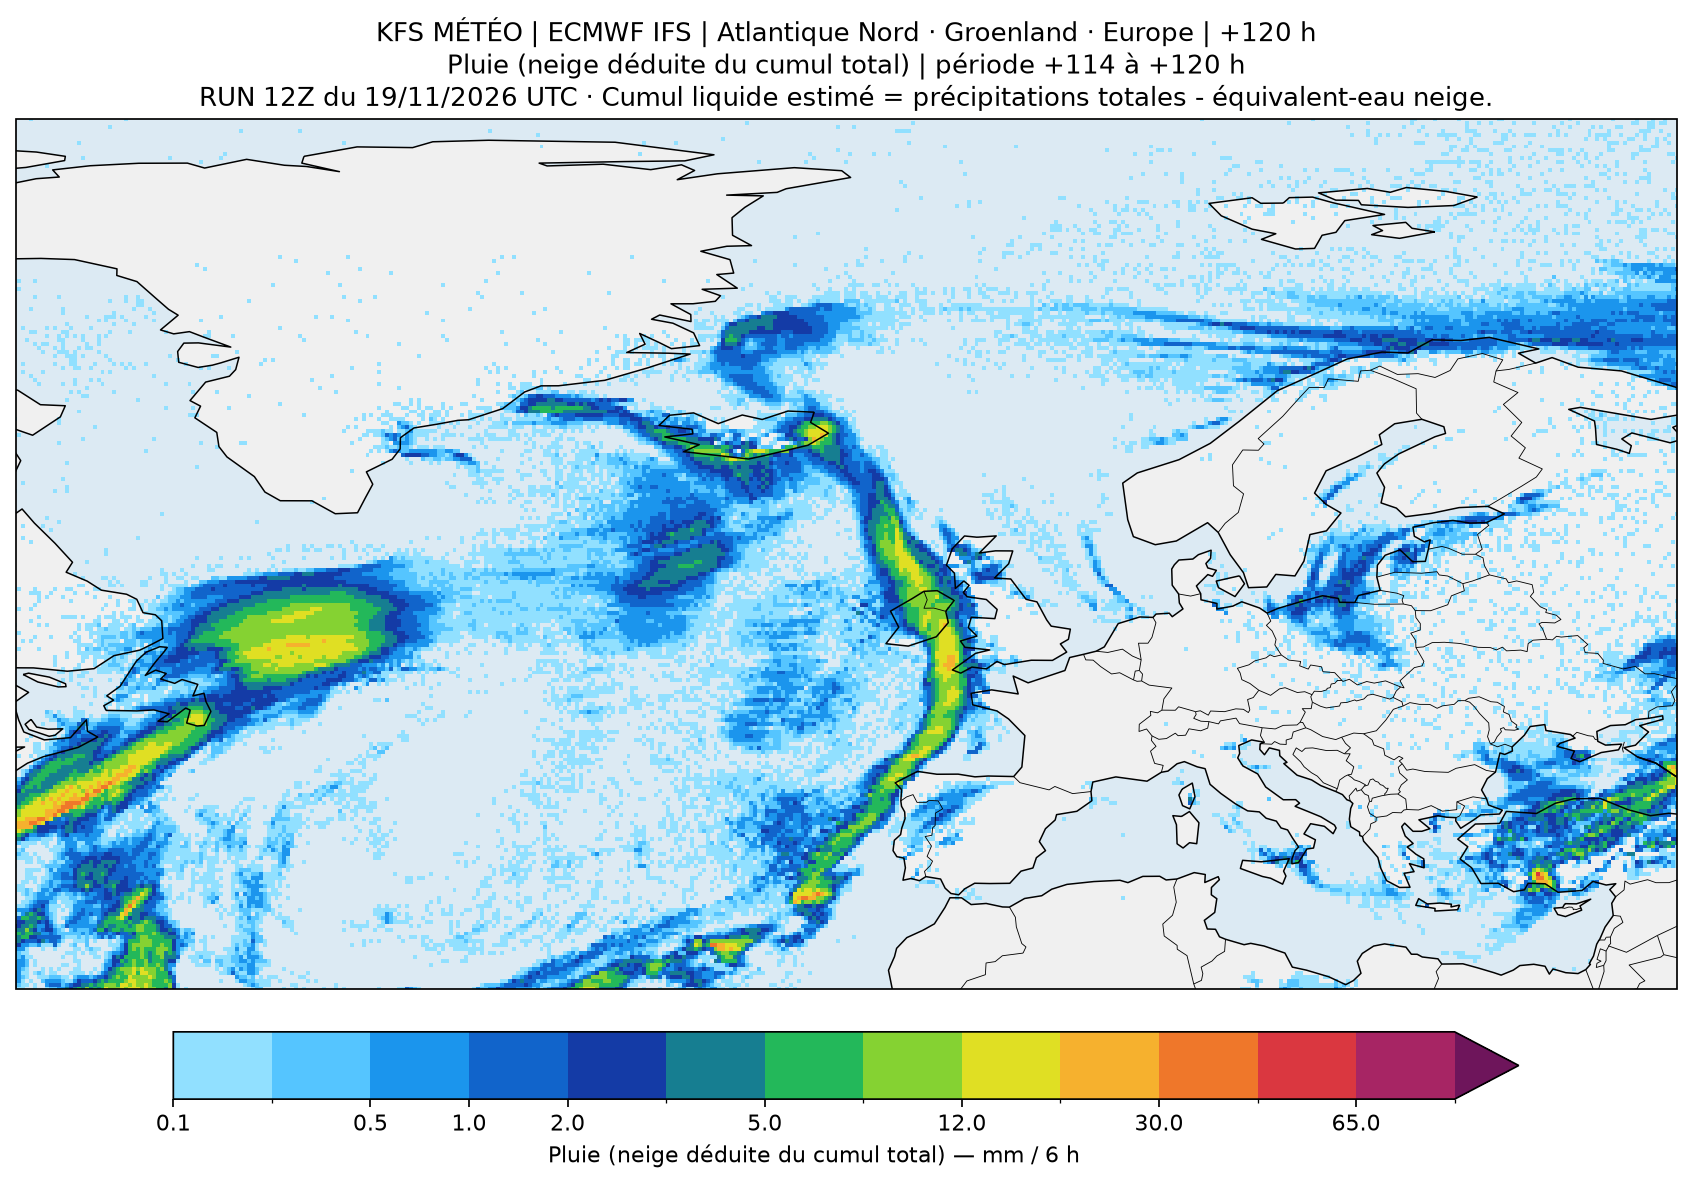 KFS MÉTÉO | ECMWF IFS | Atlantique Nord · Groenland · Europe | +120 h
Pluie (neige déduite du cumul total) | période +114 à +120 h
RUN 12Z du 19/11/2026 UTC · Cumul liquide estimé = précipitations totales - équivalent-eau neige.
0.1 0.5 1.0 2.0 5.0 12.0 30.0 65.0
Pluie (neige déduite du cumul total) — mm / 6 h